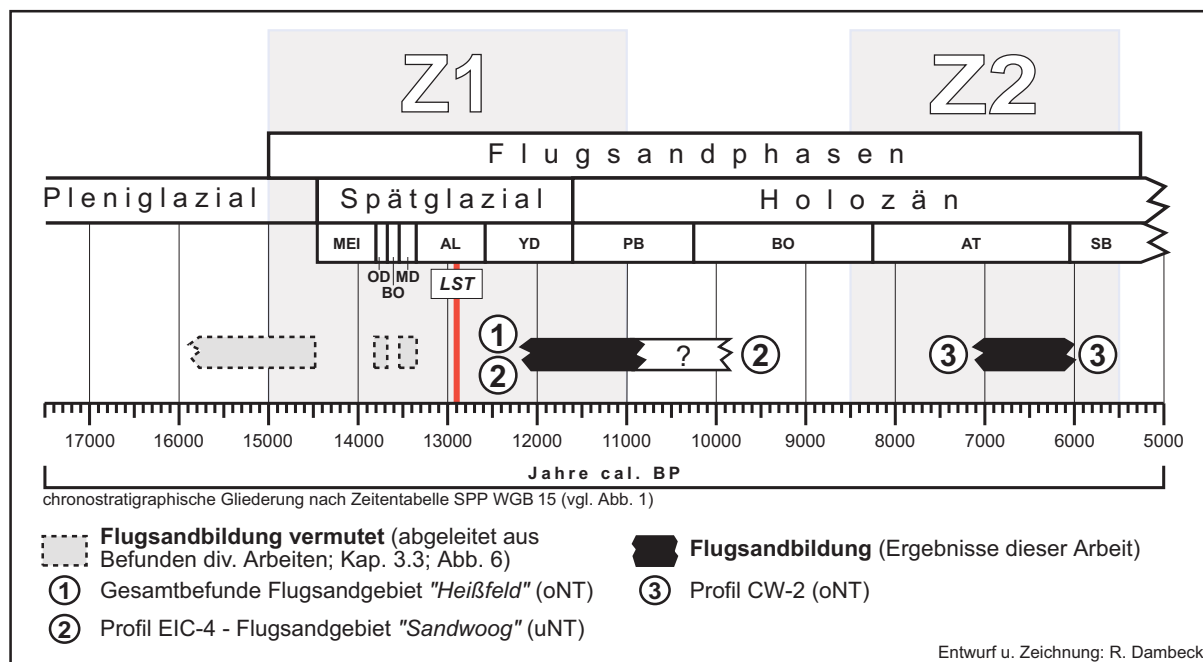 Z1 Z2
Flugsandphasen
Pleniglazial Spätglazial Holozän
MEI AL YD PB BO AT SB
OD MD
BO
LST
1
2 ? 2 3 3
17000 16000 15000 14000 13000 12000 11000 10000 9000 8000 7000 6000 5000
Jahre cal. BP
chronostratigraphische Gliederung nach Zeitentabelle SPP WGB 15 (vgl. Abb. 1)
Flugsandbildung vermutet (abgeleitet aus
Befunden div. Arbeiten; Kap. 3.3; Abb. 6)
Flugsandbildung (Ergebnisse dieser Arbeit)
1 Gesamtbefunde Flugsandgebiet "Heißfeld" (oNT)
3 Profil CW-2 (oNT)
2 Profil EIC-4 - Flugsandgebiet "Sandwoog" (uNT)
Entwurf u. Zeichnung: R. Dambeck